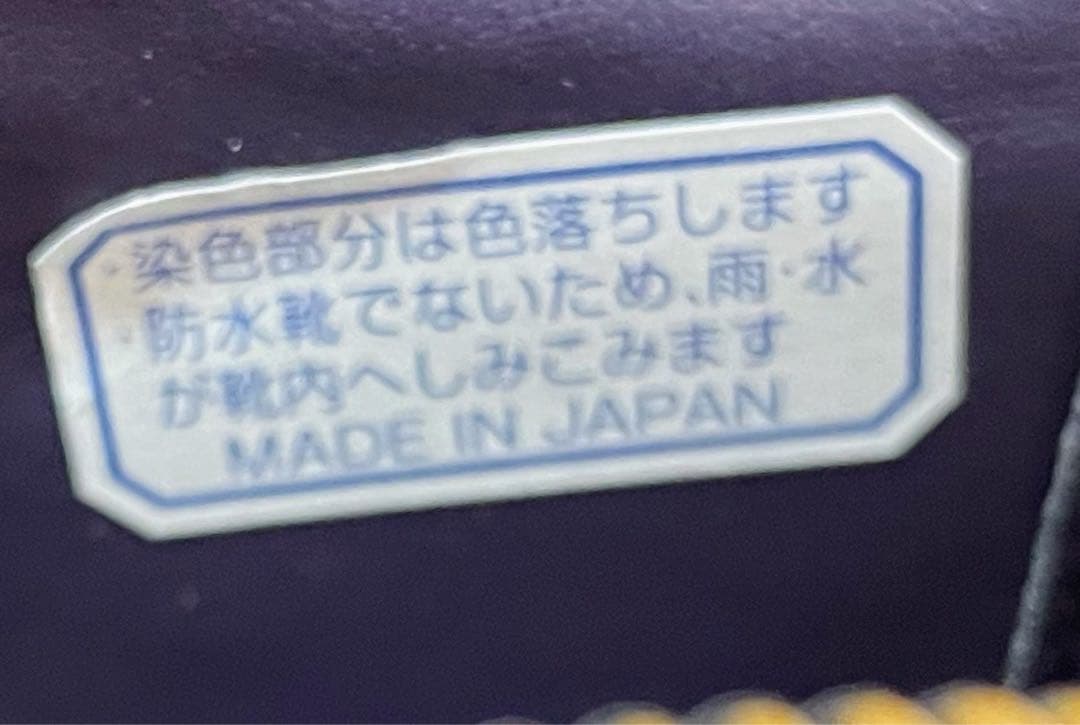 ・染色部分は色落ちします
・防水靴でないため、雨・水
が靴内へしみこみます
MADE IN JAPAN